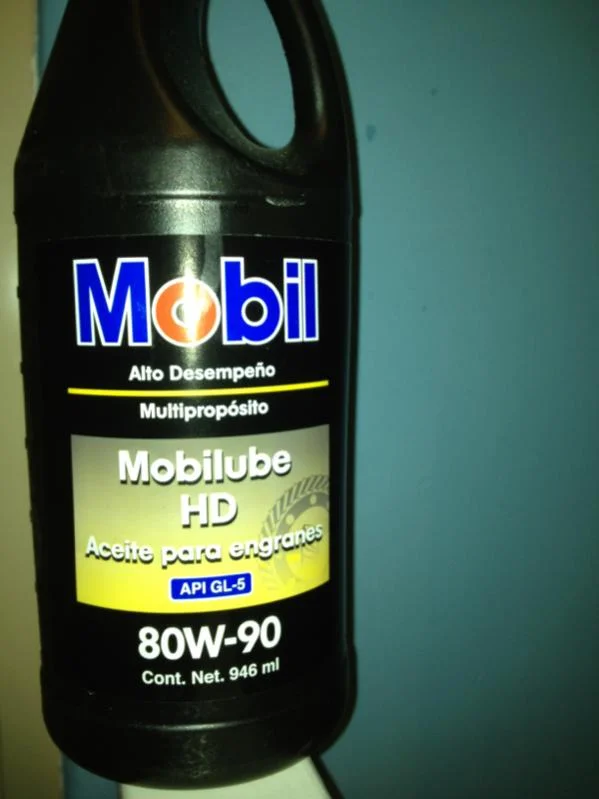 Mobil
Alto Desempeño
Multipropósito
Mobilube
HD
Aceite para engranes
API GL-5
80W-90
Cont. Net. 946 ml